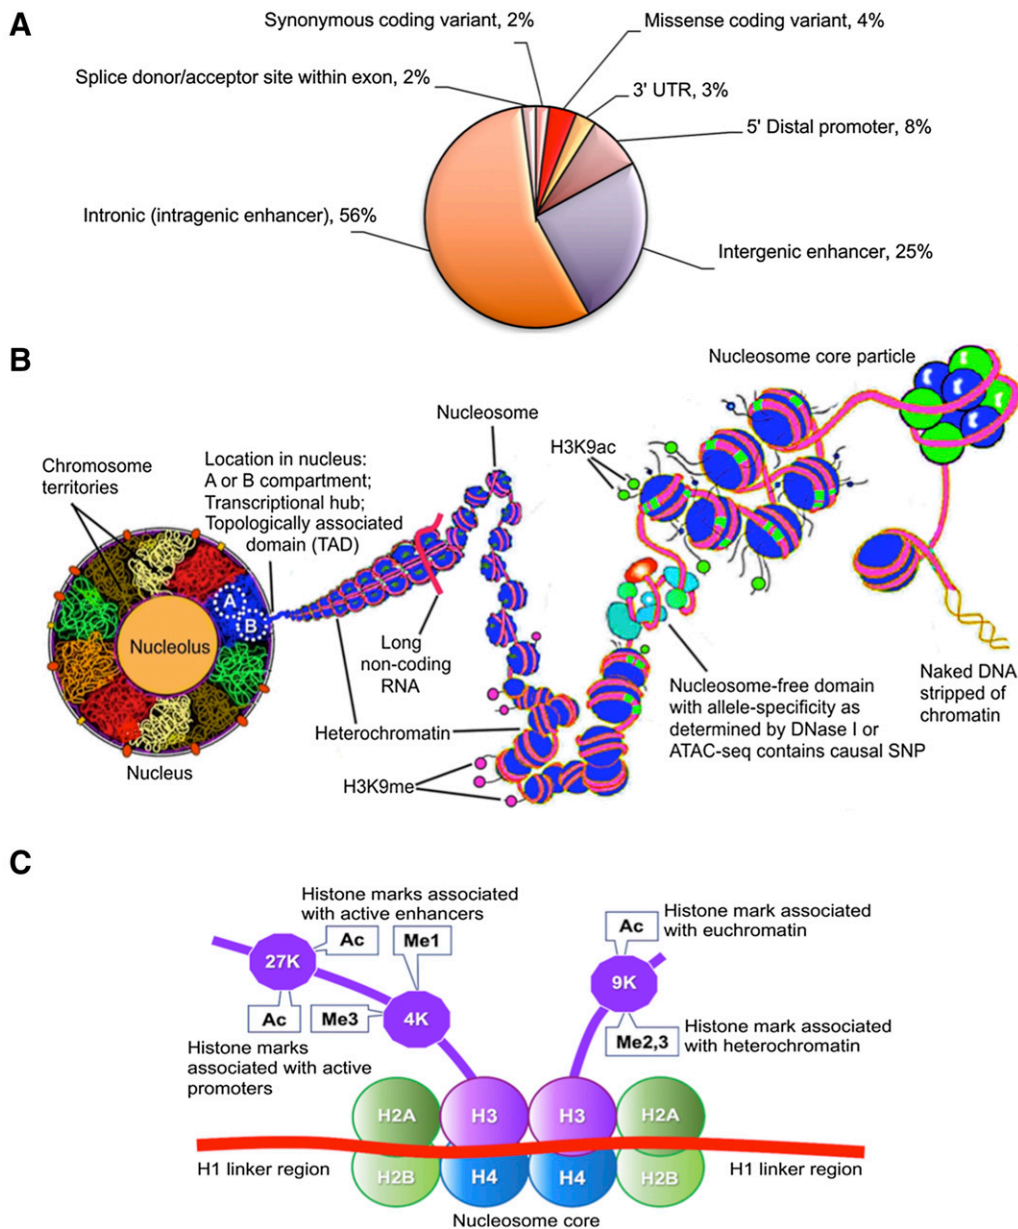 A
Synonymous coding variant, 2%
Missense coding variant, 4%
Splice donor/acceptor site within exon, 2%
3' UTR, 3%
5' Distal promoter, 8%
Intronic (intragenic enhancer), 56%
Intergenic enhancer, 25%
B
Nucleosome core particle
Nucleosome
H3K9ac
Chromosome
territories
Location in nucleus:
A or B compartment;
Transcriptional hub;
Topologically associated
domain (TAD)
A
B
Nucleolus
Nucleus
Long
non-coding
RNA
Heterochromatin
H3K9me
Nucleosome-free domain
with allele-specificity as
determined by DNase I or
ATAC-seq contains causal SNP
Naked DNA
stripped of
chromatin
C
Histone marks associated
with active enhancers
Ac
Me1
27K
Ac
Me3
4K
Histone marks
associated with active
promoters
Ac
Histone mark associated
with euchromatin
9K
Me2,3
Histone mark associated
with heterochromatin
H2A
H3
H3
H2A
H1 linker region
H1 linker region
H2B
H4
H4
H2B
Nucleosome core